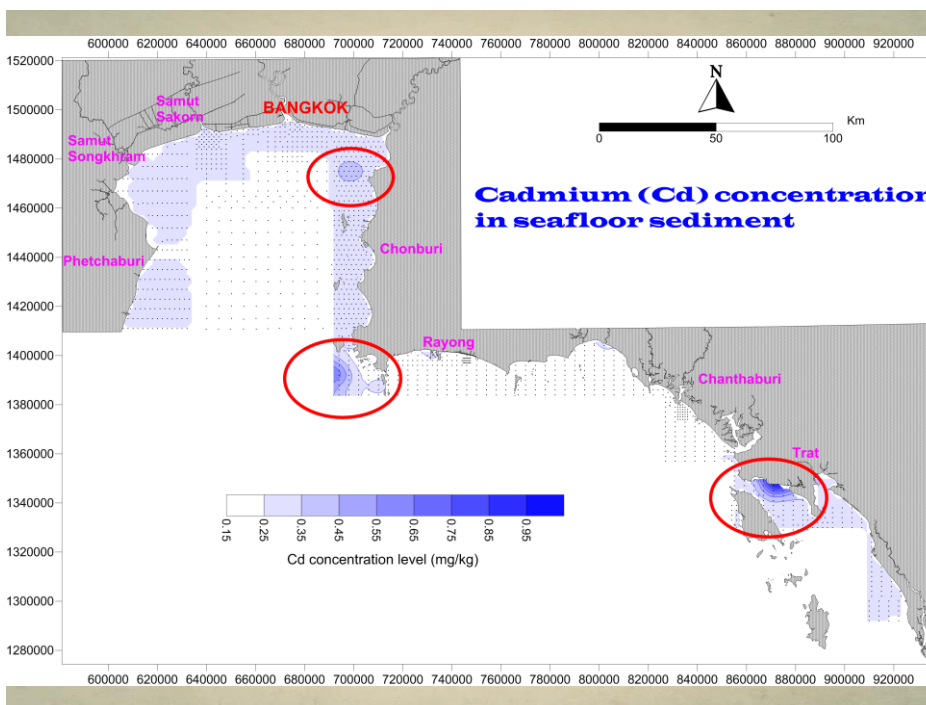 600000 620000 640000 660000 680000 700000 720000 740000 760000 780000 800000 820000 840000 860000 880000 900000 920000
1520000
1500000
1480000
1460000
1440000
1420000
1400000
1380000
1360000
1340000
1320000
1300000
1280000
Samut
Sakorn
BANGKOK
Samut
Songkhram
Phetchaburi
Chonburi
Rayong
Chanthaburi
Trat
N
0 50 100
Km
Cadmium (Cd) concentration
in seafloor sediment
0.15 0.25 0.35 0.45 0.55 0.65 0.75 0.85 0.95
Cd concentration level (mg/kg)
600000 620000 640000 660000 680000 700000 720000 740000 760000 780000 800000 820000 840000 860000 880000 900000 920000